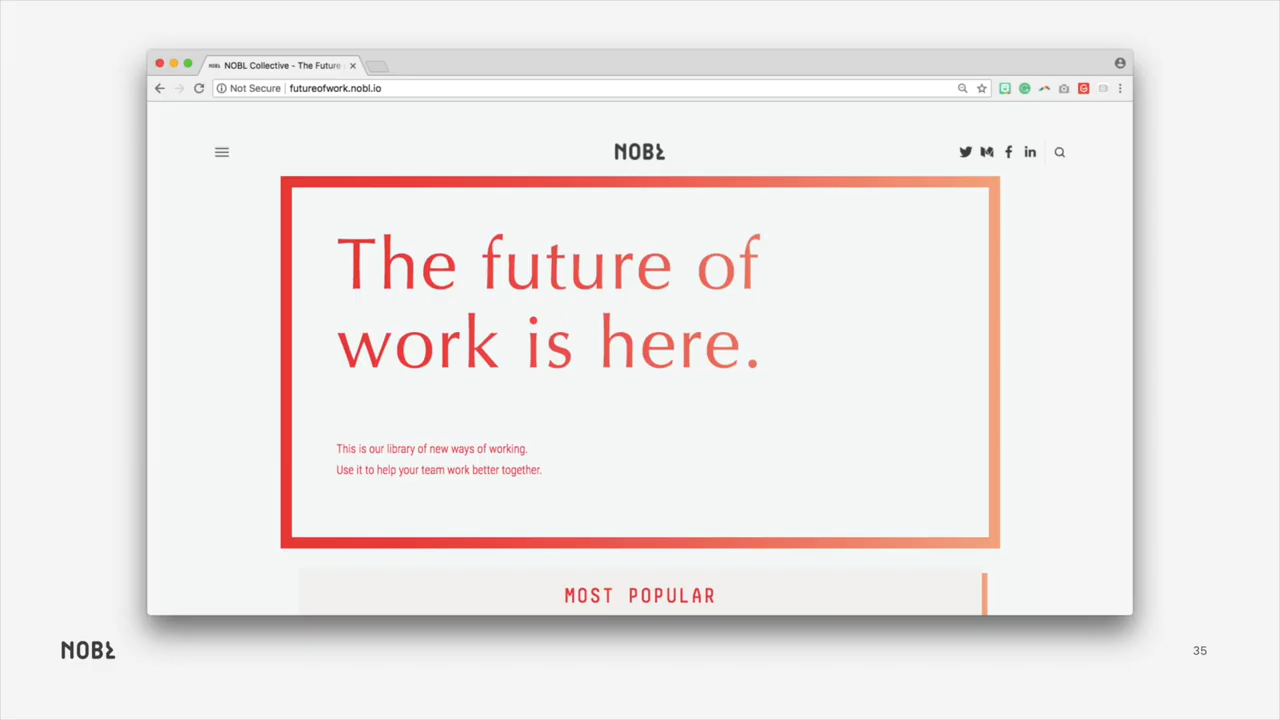 NOBL NOBL Collective - The Future
Not Secure futureofwork.nobl.io
NOBL
The future of
work is here.
This is our library of new ways of working.
Use it to help your team work better together.
MOST POPULAR
NOBL
35